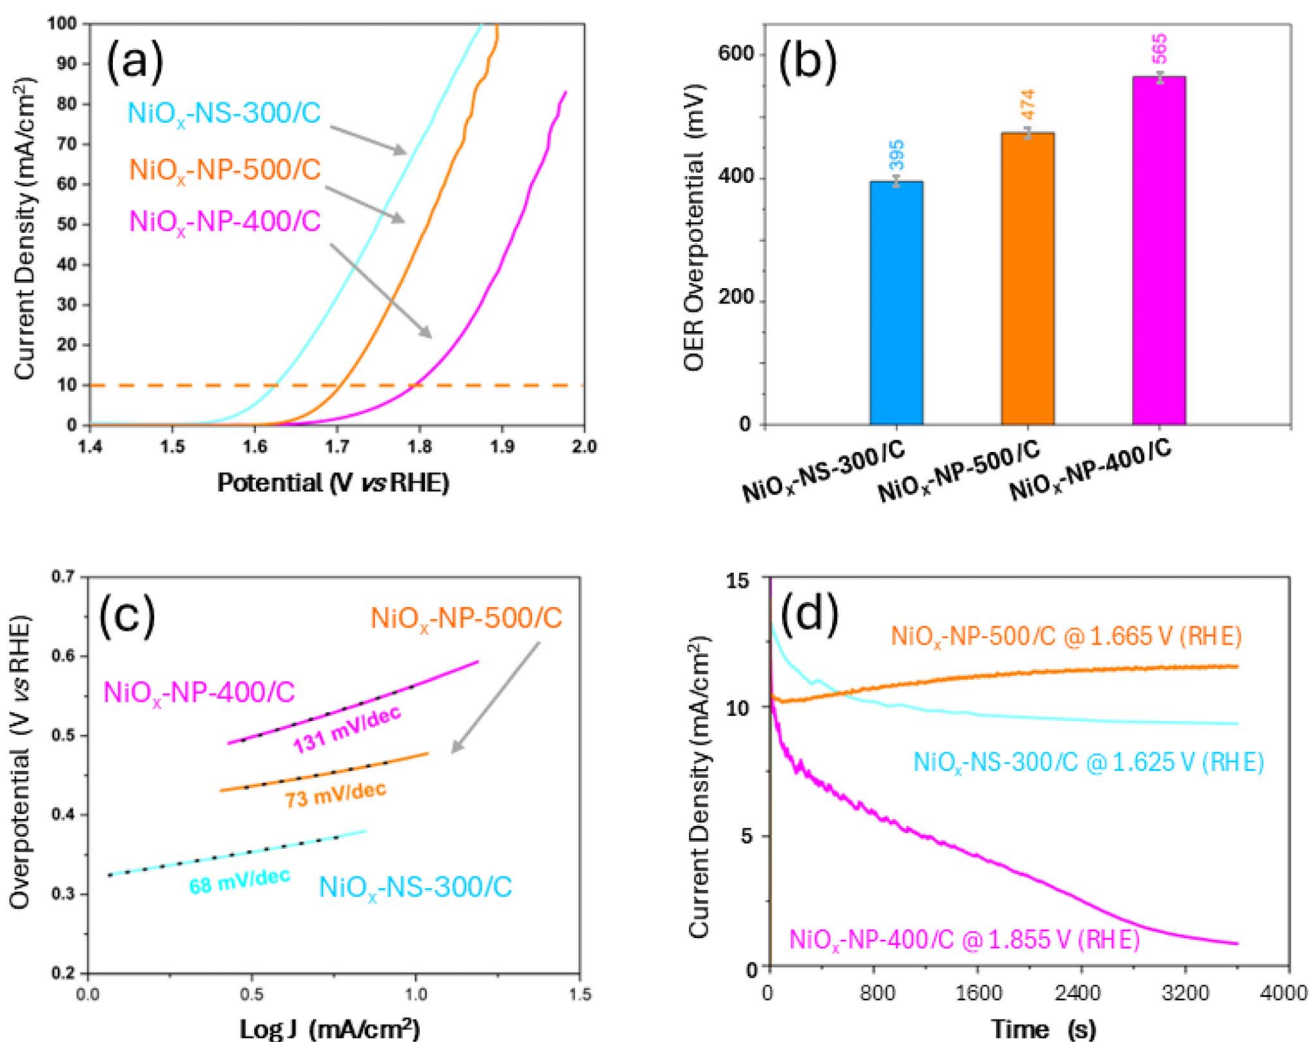 (a)
Current Density (mA/cm²)
100
90
80
70
60
50
40
30
20
10
0
NiOₓ-NS-300/C
NiOₓ-NP-500/C
NiOₓ-NP-400/C
1.4 1.5 1.6 1.7 1.8 1.9 2.0
Potential (V vs RHE)
(b)
OER Overpotential (mV)
600
400
200
0
395
474
565
NiOₓ-NS-300/C
NiOₓ-NP-500/C
NiOₓ-NP-400/C
(c)
Overpotential (V vs RHE)
0.7
0.6
0.5
0.4
0.3
0.2
NiOₓ-NP-500/C
NiOₓ-NP-400/C
131 mV/dec
73 mV/dec
68 mV/dec
NiOₓ-NS-300/C
0.0 0.5 1.0 1.5
Log J (mA/cm²)
(d)
Current Density (mA/cm²)
15
10
5
0
NiOₓ-NP-500/C @ 1.665 V (RHE)
NiOₓ-NS-300/C @ 1.625 V (RHE)
NiOₓ-NP-400/C @ 1.855 V (RHE)
0 800 1600 2400 3200 4000
Time (s)